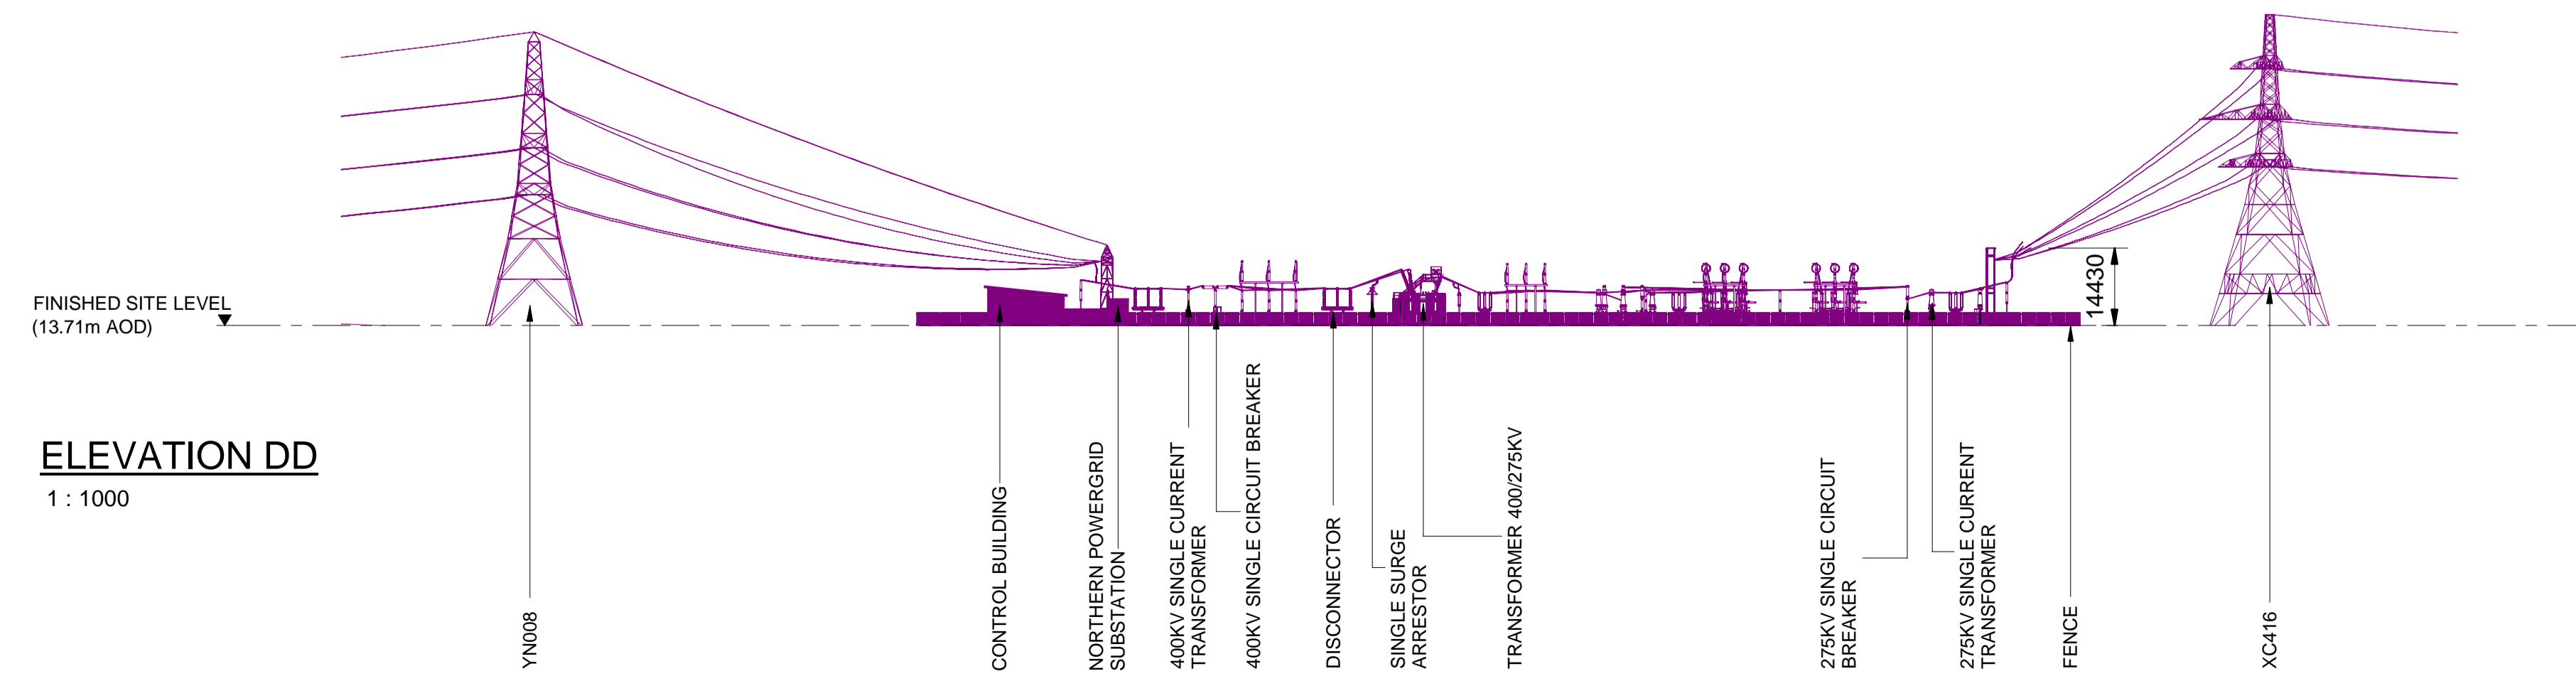 FINISHED SITE LEVEL
(13.71m AOD)
14430
ELEVATION DD
1 : 1000
YN008
CONTROL BUILDING
NORTHERN POWERGRID
SUBSTATION
400KV SINGLE CURRENT
TRANSFORMER
400KV SINGLE CIRCUIT BREAKER
DISCONNECTOR
SINGLE SURGE
ARRESTOR
TRANSFORMER 400/275KV
275KV SINGLE CIRCUIT
BREAKER
275KV SINGLE CURRENT
TRANSFORMER
FENCE
XC416